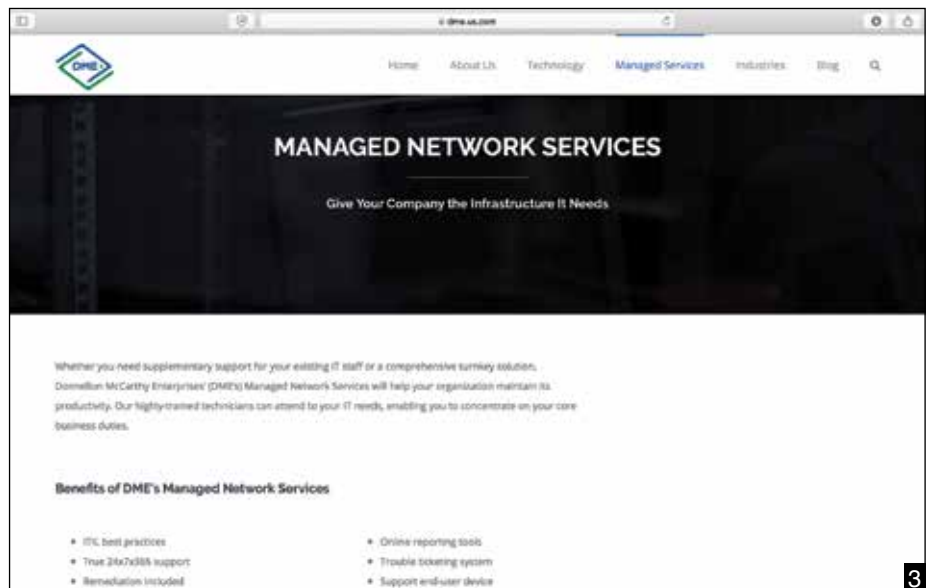 dme.us.com
DME
Home About Us Technology Managed Services Industries Blog
MANAGED NETWORK SERVICES
Give Your Company the Infrastructure It Needs
Whether you need supplementary support for your existing IT staff or a comprehensive turnkey solution,
Donnellon McCarthy Enterprises' (DME's) Managed Network Services will help your organization maintain its
productivity. Our highly-trained technicians can attend to your IT needs, enabling you to concentrate on your core
business duties.
Benefits of DME's Managed Network Services
• ITIL best practices
• True 24x7x365 support
• Remediation included
• Online reporting tools
• Trouble ticketing system
• Support end-user device
3